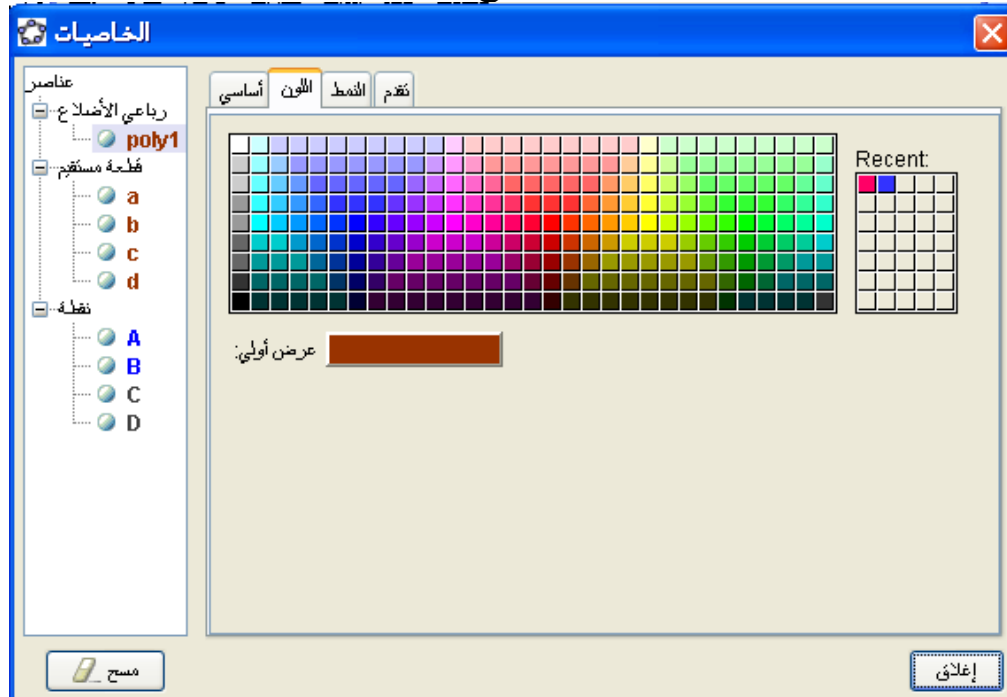 الخاصيات
عناصر
رباعي الأضلاع
poly1
قطعة مستقيم
a
b
c
d
نقطة
A
B
C
D
أساسي
اللون
النمط
تقدم
Recent:
عرض أولي:
مسح
إغلاق